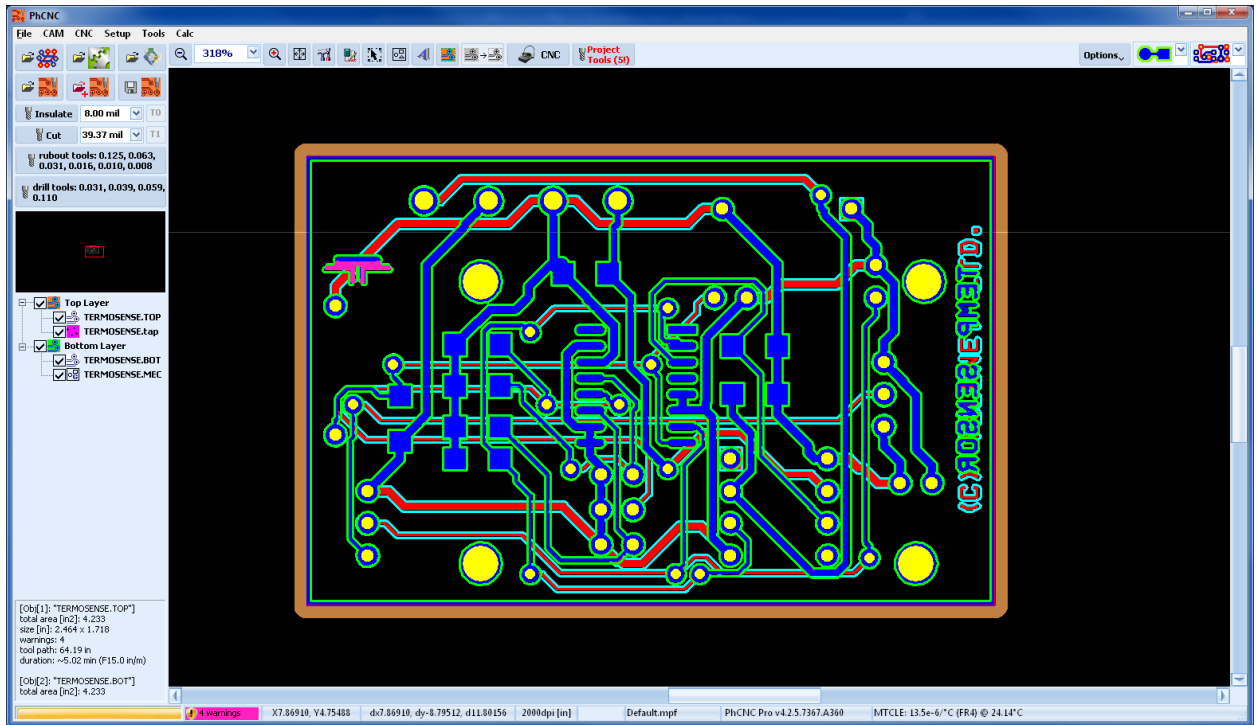 PhCNC
File CAM CNC Setup Tools Calc
318%
CNC
Project
Tools (5!)
Options
Insulate 8.00 mil T0
Cut 39.37 mil T1
rubout tools: 0.125, 0.063,
0.031, 0.016, 0.010, 0.008
drill tools: 0.031, 0.039, 0.059,
0.110
Top Layer
TERMOSENSE.TOP
TERMOSENSE.tap
Bottom Layer
TERMOSENSE.BOT
TERMOSENSE.MEC
[Obj[1]: "TERMOSENSE.TOP"]
total area [in2]: 4.233
size [in]: 2.464 x 1.718
warnings: 4
tool path: 64.19 in
duration: ~5.02 min (F15.0 in/m)
[Obj[2]: "TERMOSENSE.BOT"]
total area [in2]: 4.233
4 warnings X7.86910, Y4.75488 dx7.86910, dy-8.79512, d11.80156 2000dpi [in] Default.mpf PhCNC Pro v4.2.5.7367.A360 MTCLE: 13.5e-6/°C (FR4) @ 24.14°C